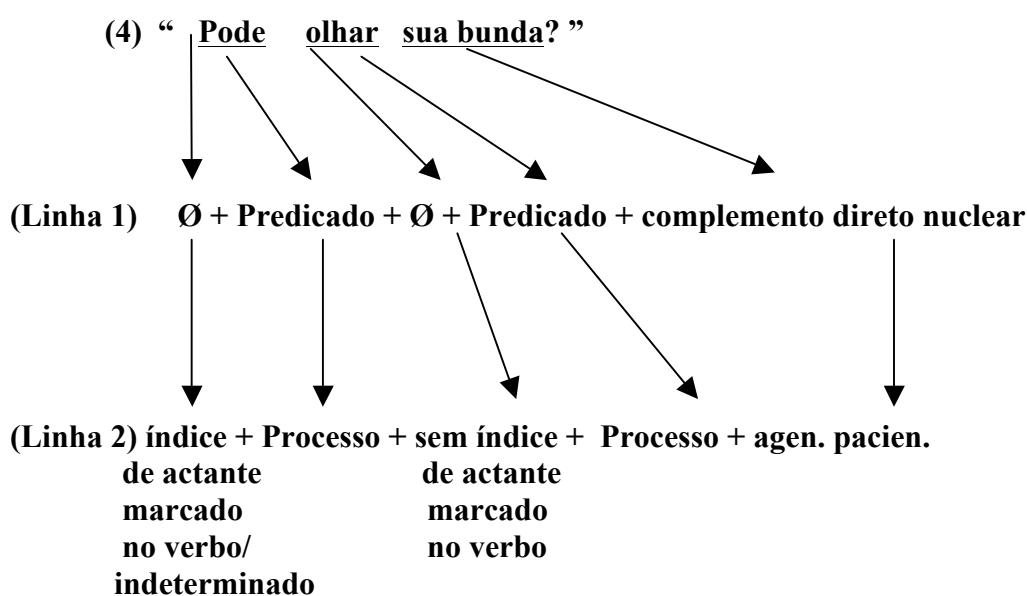 (4) “ Pode olhar sua bunda? ”
(Linha 1) Ø + Predicado + Ø + Predicado + complemento direto nuclear
(Linha 2) índice + Processo + sem índice + Processo + agen. pacien.
de actante de actante
marcado marcado
no verbo/ no verbo
indeterminado